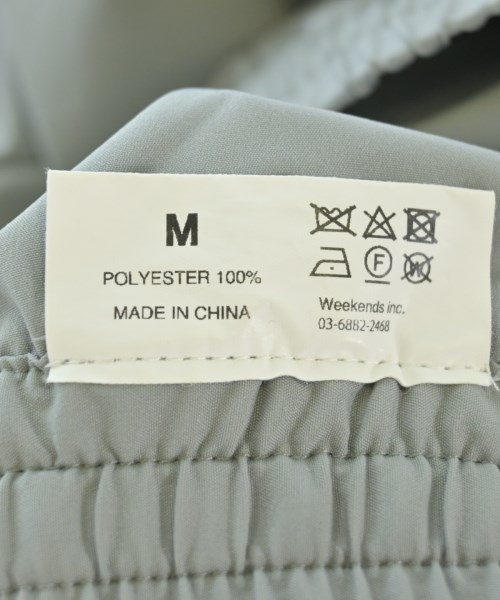 M
POLYESTER 100%
MADE IN CHINA
F
W
Weekends inc.
03-6882-2468